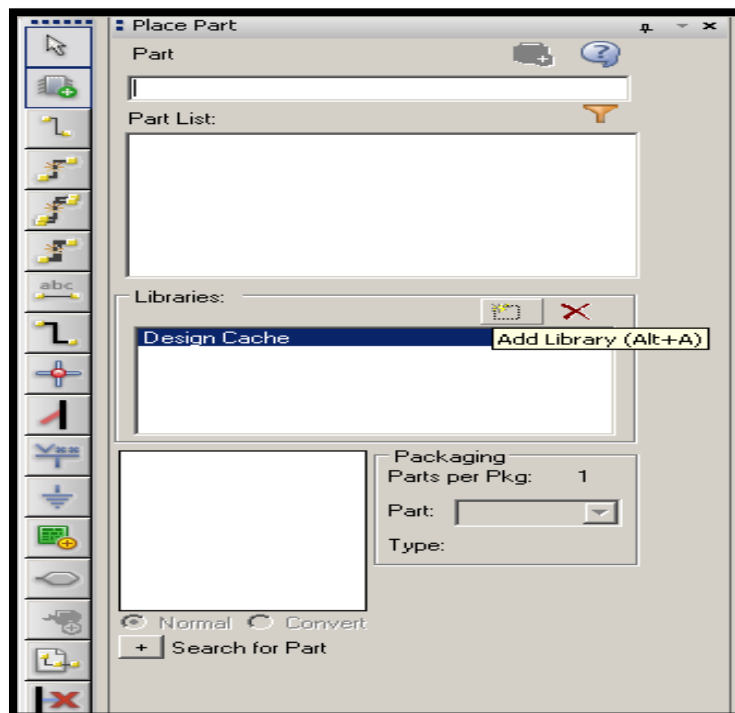 Place Part
Part
Part List:
abc
Libraries:
Design Cache
Add Library (Alt+A)
Packaging
Parts per Pkg: 1
Part:
Type:
Normal Convert
+ Search for Part